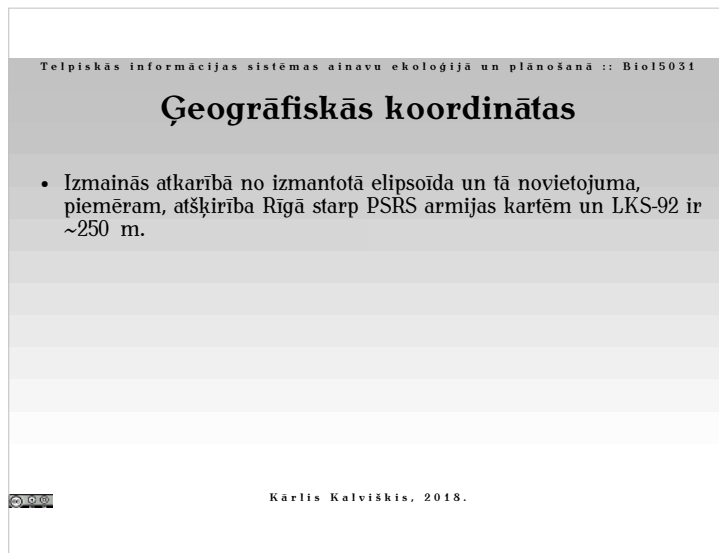 Telpiskās informācijas sistēmas ainavu ekoloģijā un plānošanā :: Biol5031
Ģeogrāfiskās koordinātas
• Izmainās atkarībā no izmantotā elipsoīda un tā novietojuma,
piemēram, atšķirība Rīgā starp PSRS armijas kartēm un LKS-92 ir
~250 m.
Kārlis Kalviškis, 2018.